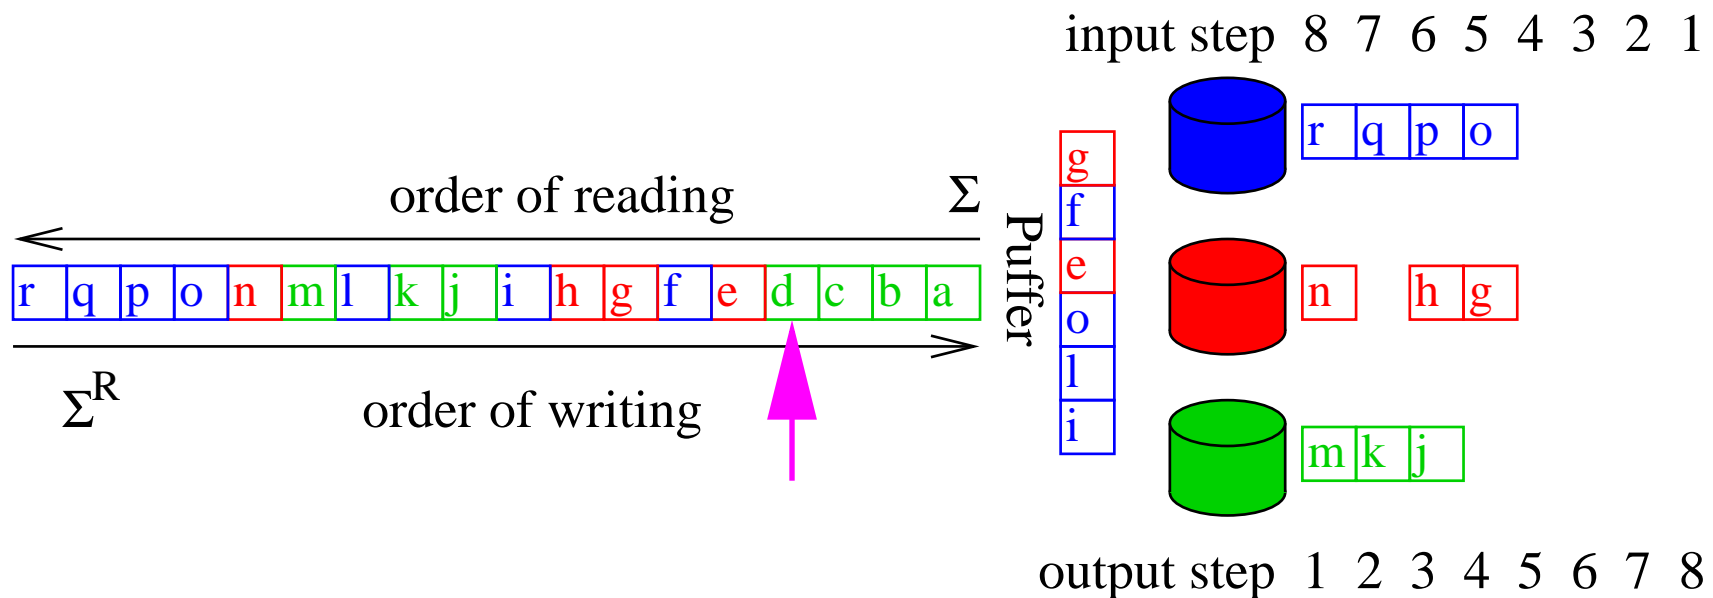 input step 8 7 6 5 4 3 2 1
r q p o
g
f
e
o
l
i
Puffer
order of reading Σ
r q p o n m l k j i h g f e d c b a
n h g
Σ^R order of writing
m k j
output step 1 2 3 4 5 6 7 8